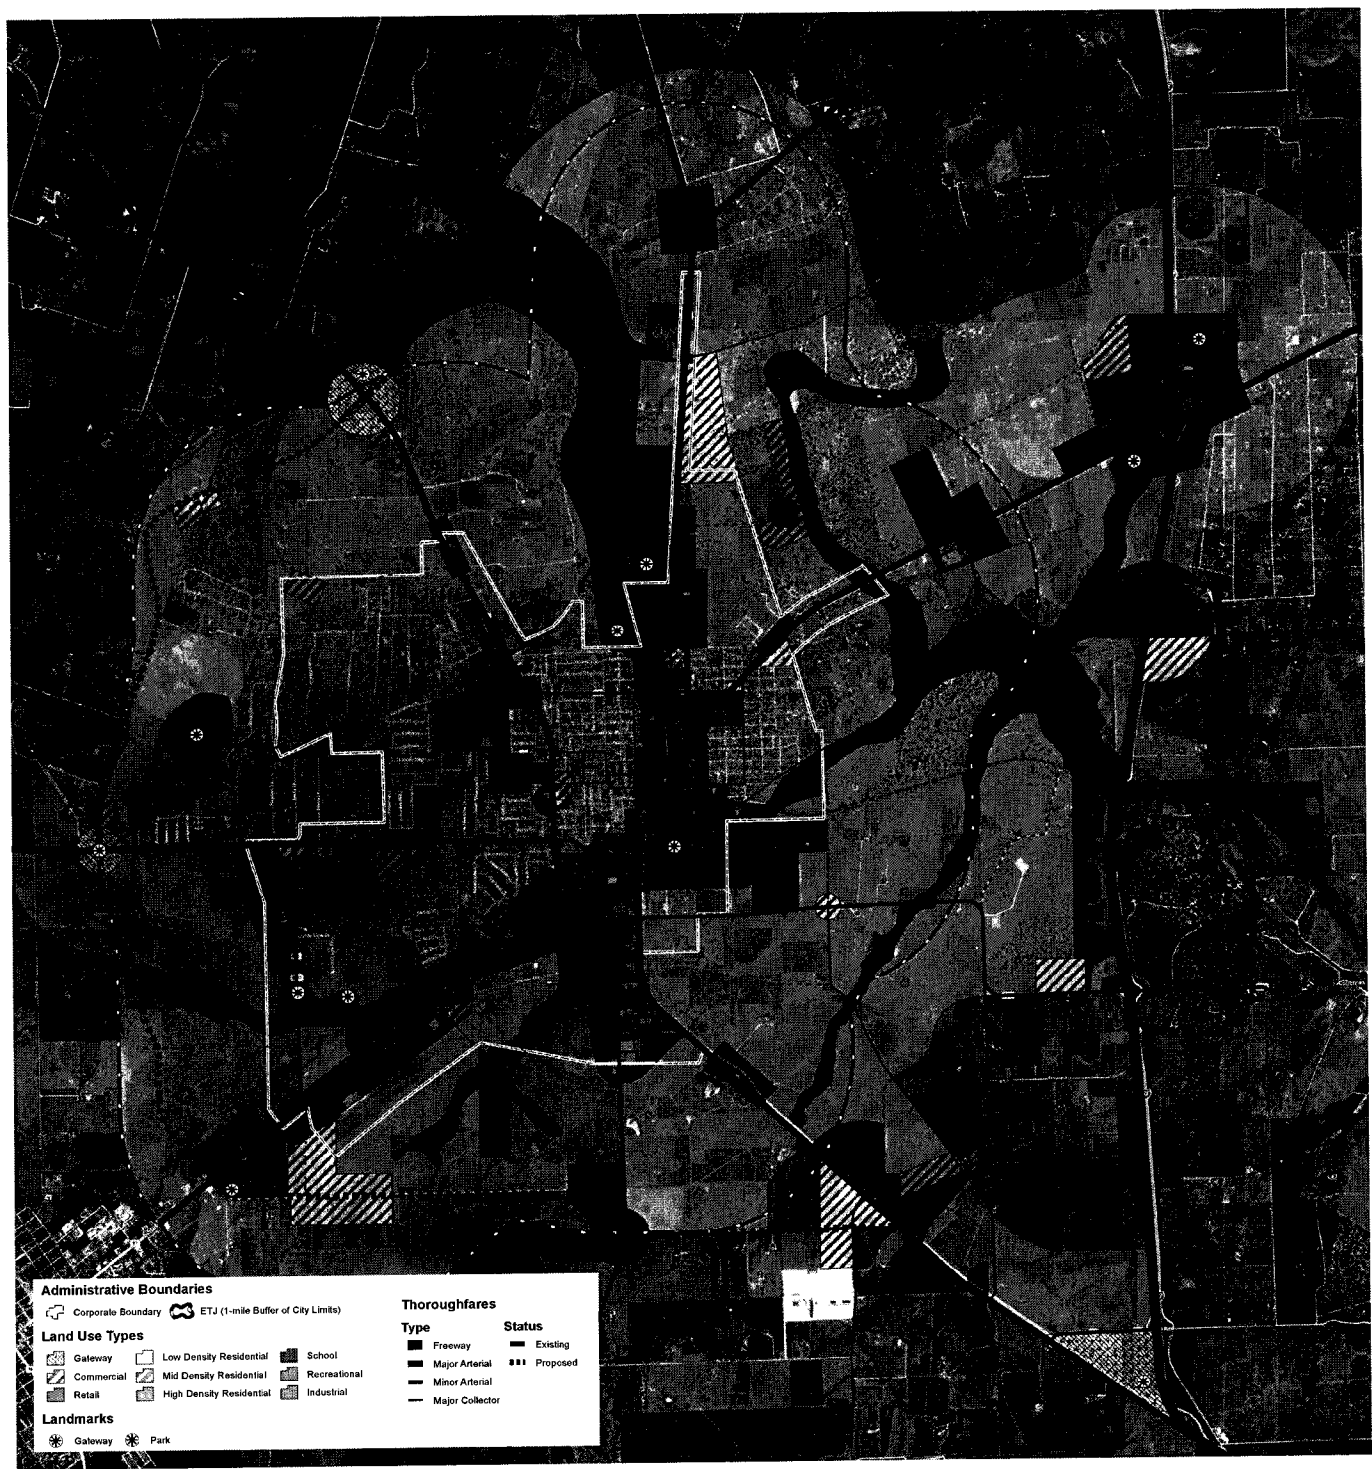 Administrative Boundaries
Corporate Boundary ETJ (1-mile Buffer of City Limits)
Land Use Types
Gateway Low Density Residential School
Commercial Mid Density Residential Recreational
Retail High Density Residential Industrial
Landmarks
Gateway Park
Thoroughfares
Type Status
Freeway Existing
Major Arterial Proposed
Minor Arterial
Major Collector